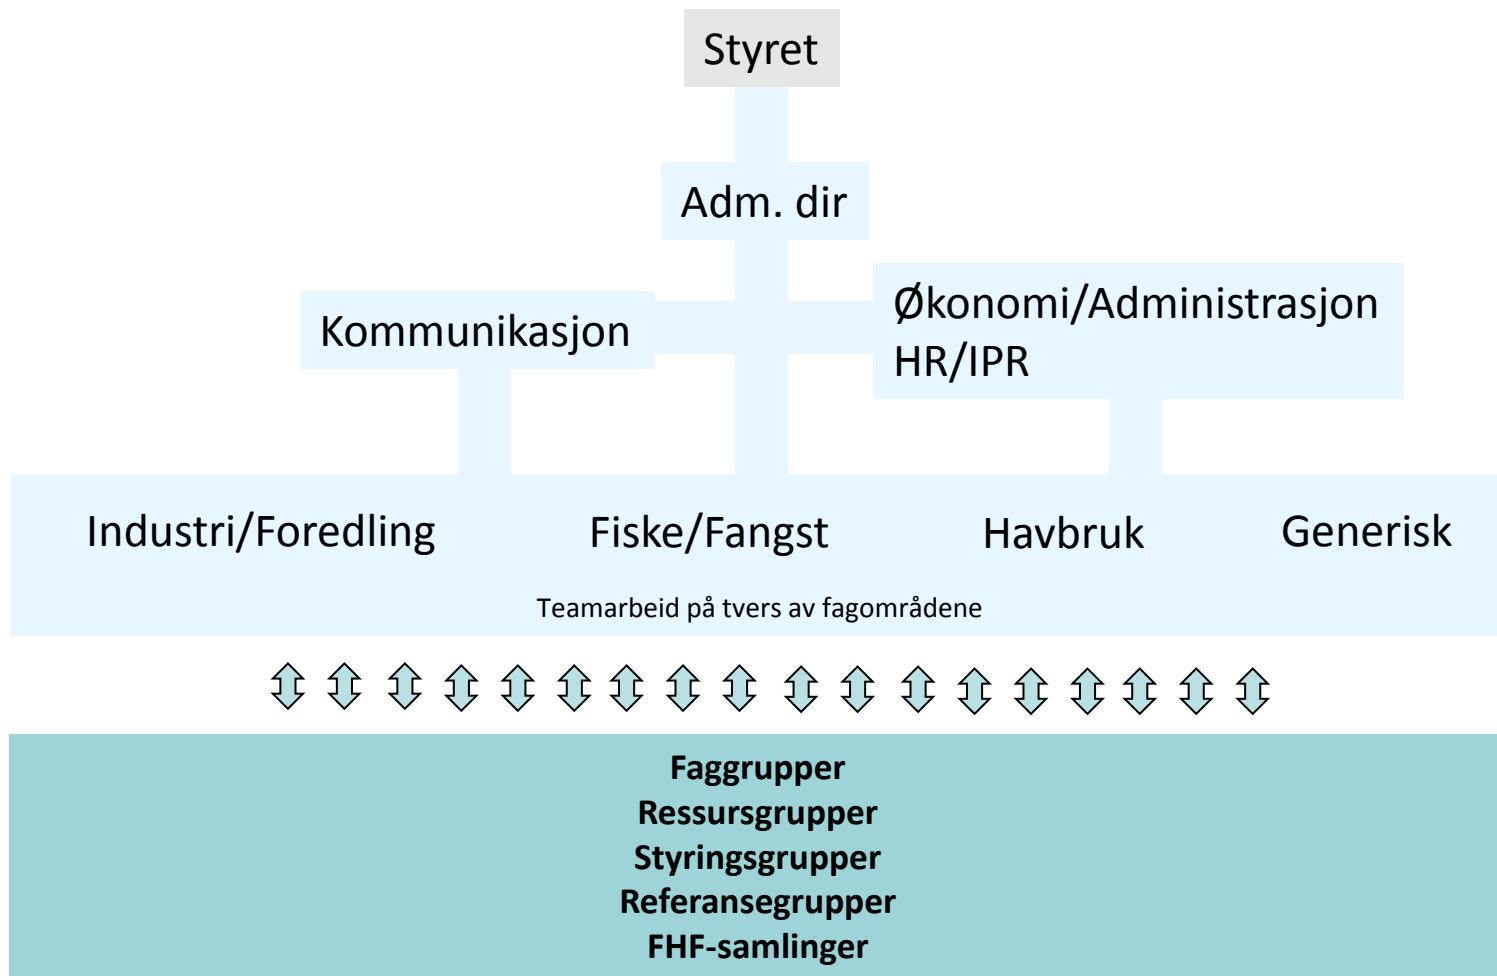 Styret
Adm. dir
Kommunikasjon
Økonomi/Administrasjon
HR/IPR
Industri/Foredling
Fiske/Fangst
Havbruk
Generisk
Teamarbeid på tvers av fagområdene
Faggrupper
Ressursgrupper
Styringsgrupper
Referansegrupper
FHF-samlinger